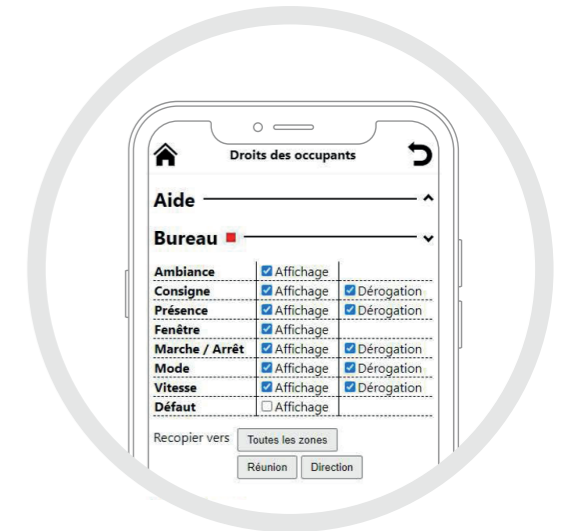 Droits des occupants
Aide
Bureau
Ambiance Affichage
Consigne Affichage Dérogation
Présence Affichage Dérogation
Fenêtre Affichage
Marche / Arrêt Affichage Dérogation
Mode Affichage Dérogation
Vitesse Affichage Dérogation
Défaut Affichage
Recopier vers Toutes les zones
Réunion Direction